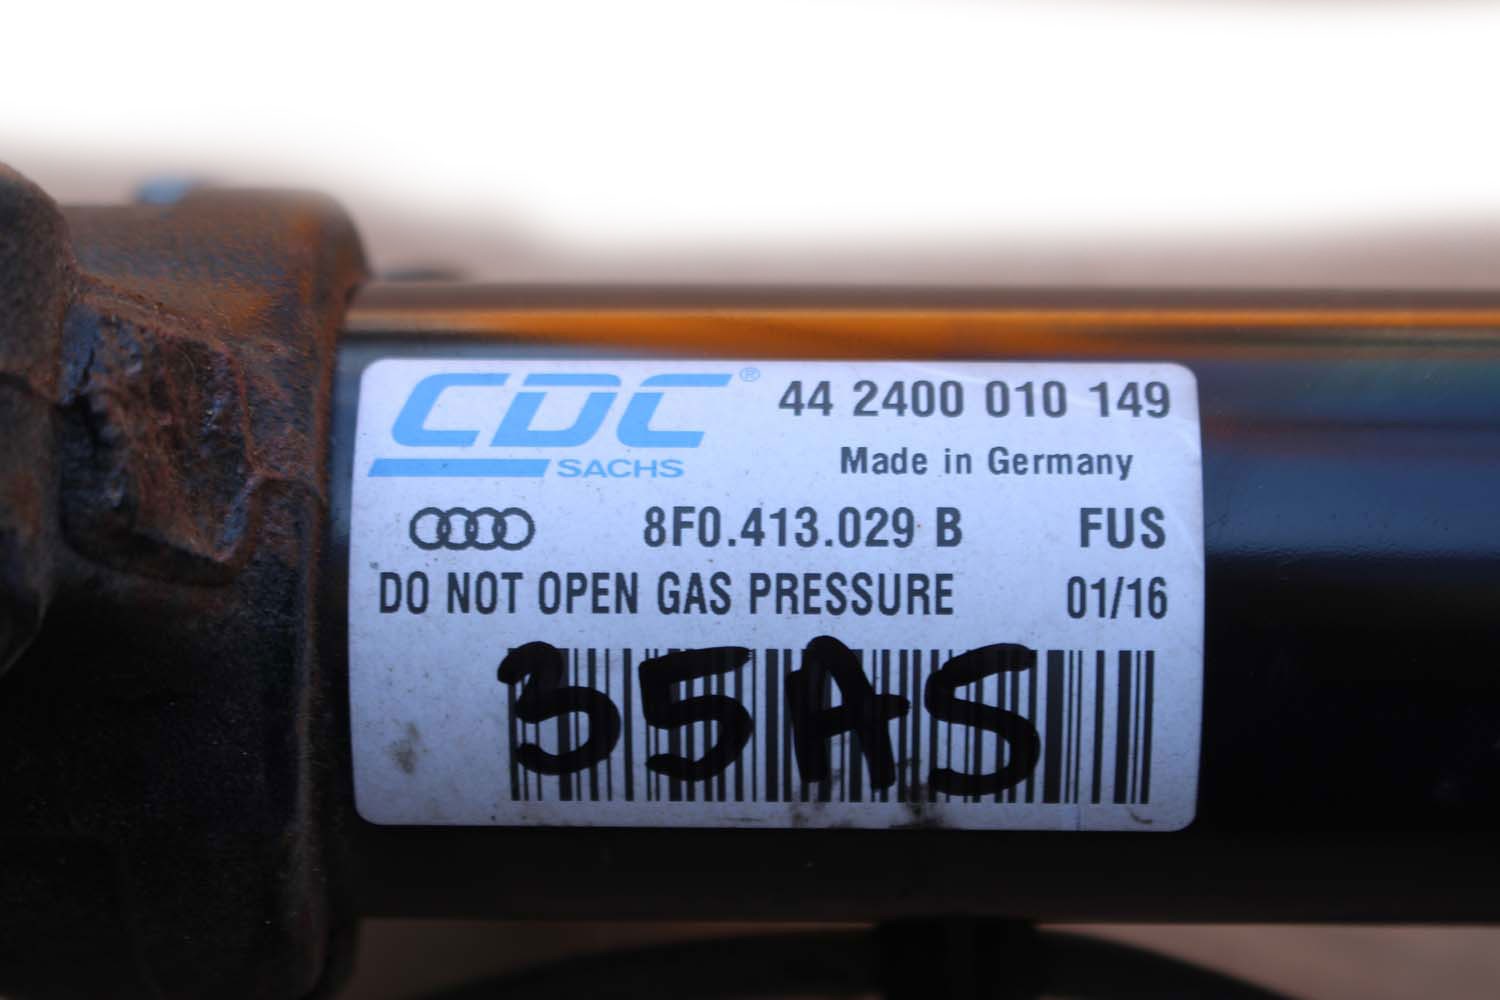 CDC® 44 2400 010 149
SACHS Made in Germany
8F0.413.029 B FUS
DO NOT OPEN GAS PRESSURE 01/16
35AS